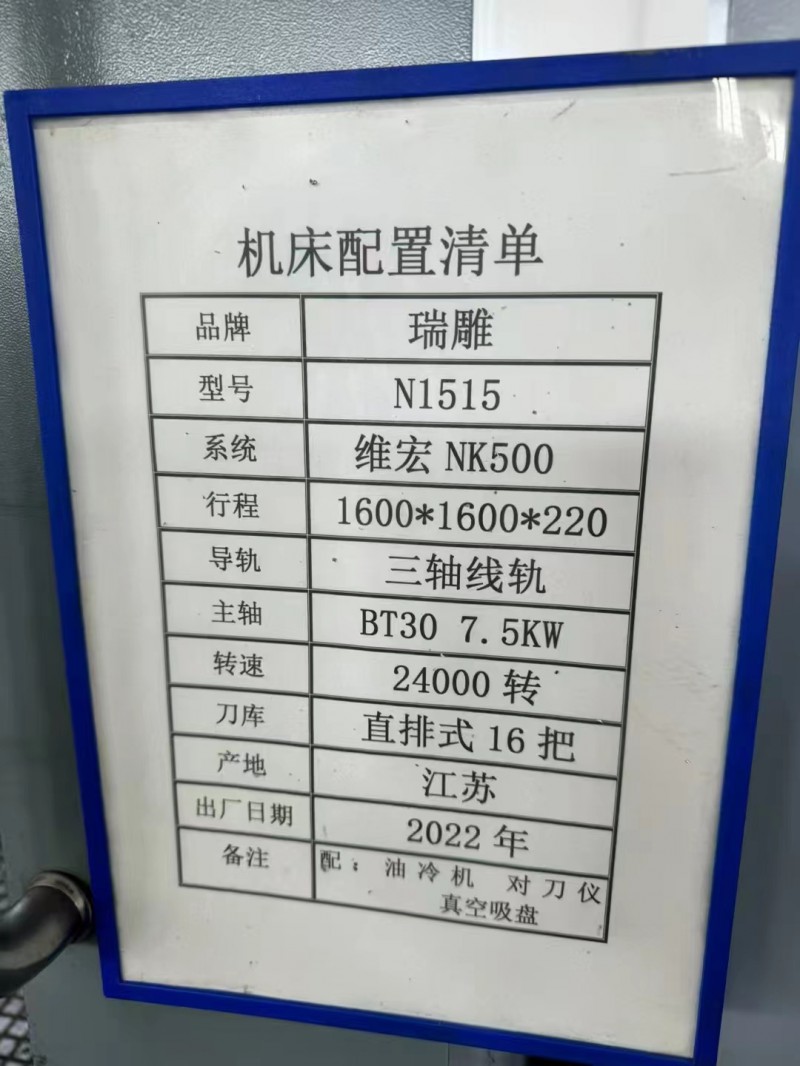 机床配置清单
品牌 瑞雕
型号 N1515
系统 维宏 NK500
行程 1600*1600*220
导轨 三轴线轨
主轴 BT30 7.5KW
转速 24000 转
刀库 直排式 16 把
产地 江苏
出厂日期 2022 年
备注 配：油冷机 对刀仪
真空吸盘